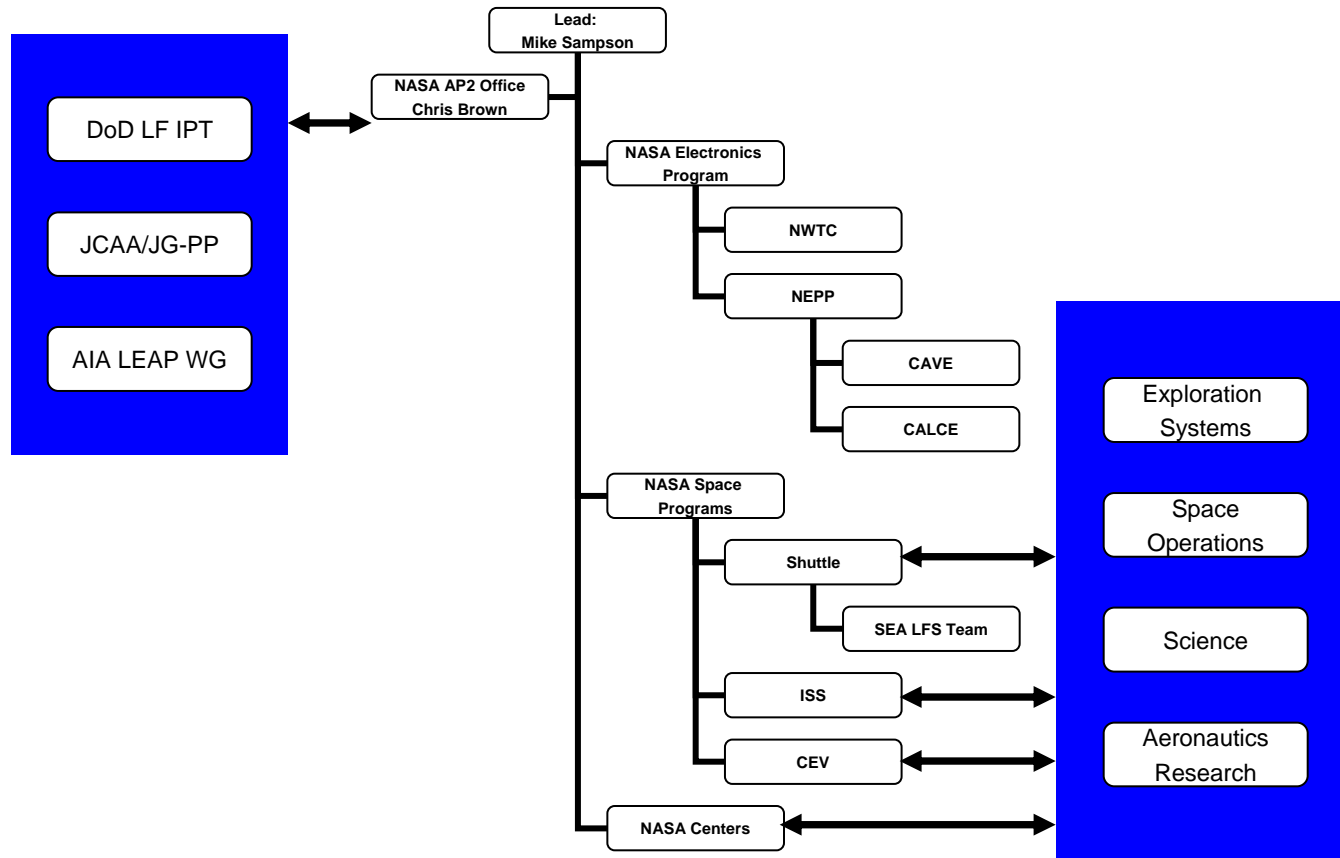 Lead:
Mike Sampson
NASA AP2 Office
Chris Brown
DoD LF IPT
JCAA/JG-PP
AIA LEAP WG
NASA Electronics
Program
NWTC
NEPP
CAVE
CALCE
NASA Space
Programs
Shuttle
SEA LFS Team
ISS
CEV
NASA Centers
Exploration
Systems
Space
Operations
Science
Aeronautics
Research